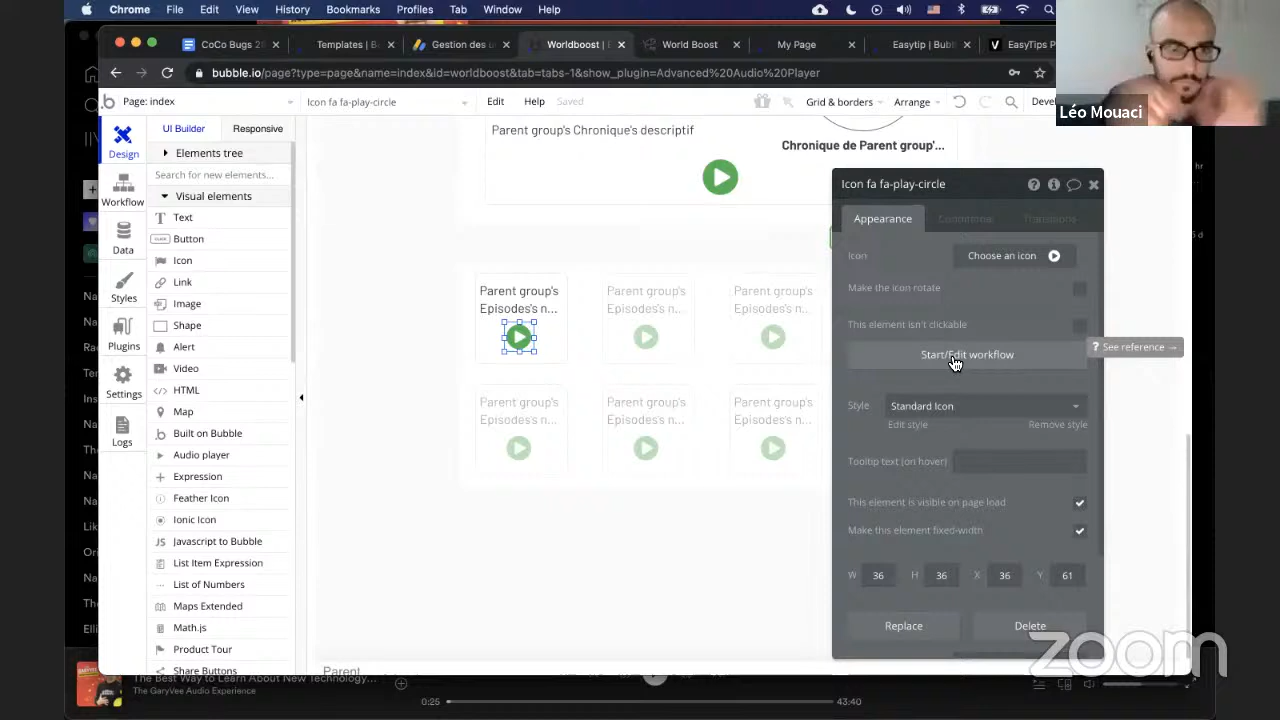 Chrome File Edit View History Bookmarks Profiles Tab Window Help
CoCo Bugs 2 Templates | B Gestion des u Worldboost | World Boost My Page Easytip | Bubb EasyTips
bubble.io/page?type=page&name=index&id=worldboost&tab=tabs-1&show_plugin=Advanced%20Audio%20Player
Léo Mouaci
Page: index Icon fa fa-play-circle Edit Help Saved Grid & borders Arrange
UI Builder Responsive
Design
Workflow
Data
Styles
Plugins
Settings
Logs
Elements tree
Search for new elements...
Visual elements
Text
Button
Icon
Link
Image
Shape
Alert
Video
HTML
Map
Built on Bubble
Audio player
Expression
Feather Icon
Ionic Icon
Javascript to Bubble
List Item Expression
List of Numbers
Maps Extended
Math.js
Product Tour
Share Buttons
Parent group's Chronique's descriptif
Chronique de Parent group'...
Parent group's Parent group's Parent group's
Episodes's n... Episodes's n... Episodes's n...
Parent group's Parent group's Parent group's
Episodes's n... Episodes's n... Episodes's n...
Parent
Icon fa fa-play-circle
Appearance Conditional Transitions
Icon Choose an icon
Make the icon rotate
This element isn't clickable
Start/Edit workflow
? See reference →
Style Standard Icon
Edit style Remove style
Tooltip text (on hover)
This element is visible on page load
Make this element fixed-width
W 36 H 36 X 36 Y 61
Replace Delete
zoom
The Best Way to Learn About New Technology...
The GaryVee Audio Experience
0:25 43:40